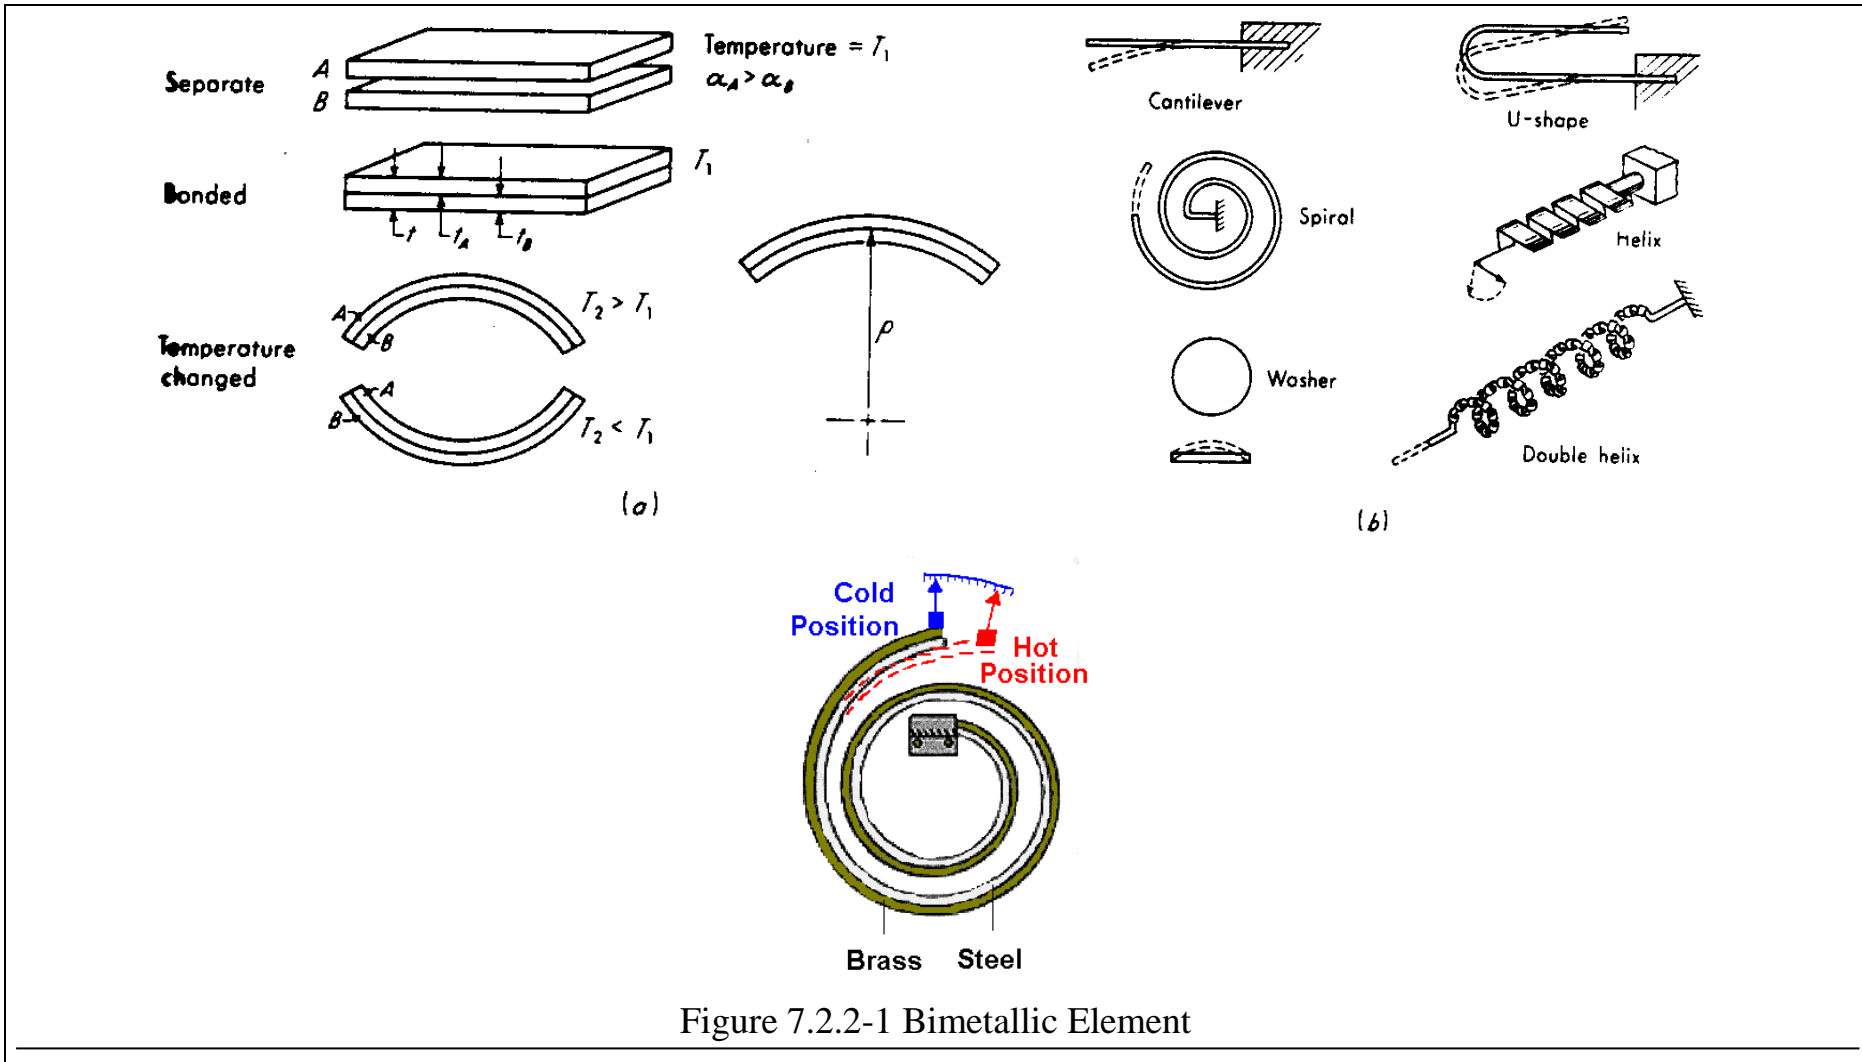 Separate
A
B
Temperature = T₁
αA > αB
Bonded
T₁
t
tA
tB
Temperature
changed
A
B
T₂ > T₁
A
B
T₂ < T₁
ρ
(a)
Cantilever
U-shape
Spiral
Helix
Washer
Double helix
(b)
Cold
Position
Hot
Position
Brass Steel
Figure 7.2.2-1 Bimetallic Element